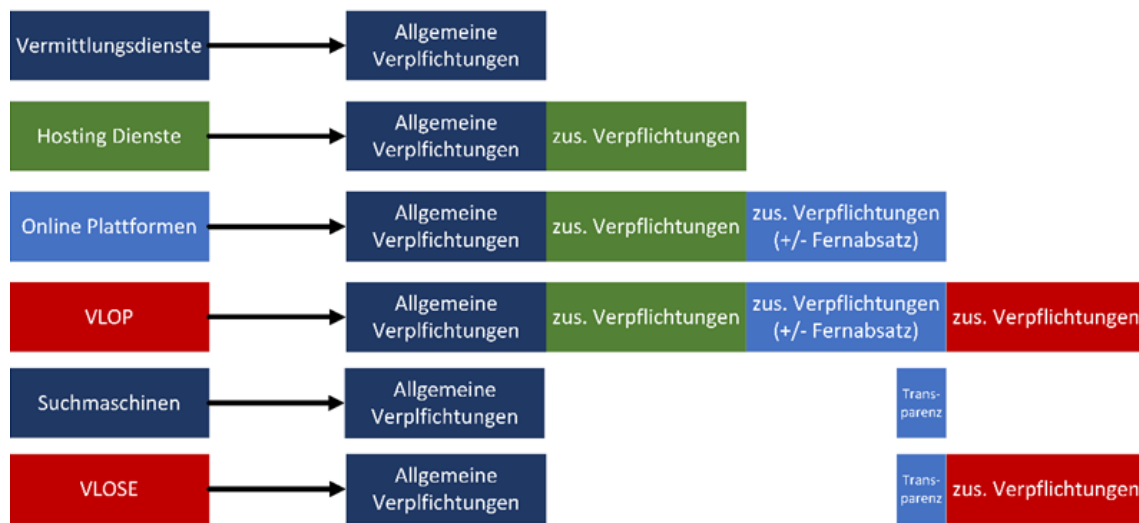 Vermittlungsdienste
Allgemeine
Verplfichtungen
Hosting Dienste
Allgemeine
Verplfichtungen
zus. Verpflichtungen
Online Plattformen
Allgemeine
Verplfichtungen
zus. Verpflichtungen
zus. Verpflichtungen
(+/- Fernabsatz)
VLOP
Allgemeine
Verplfichtungen
zus. Verpflichtungen
zus. Verpflichtungen
(+/- Fernabsatz)
zus. Verpflichtungen
Suchmaschinen
Allgemeine
Verplfichtungen
Trans-
parenz
VLOSE
Allgemeine
Verplfichtungen
Trans-
parenz
zus. Verpflichtungen